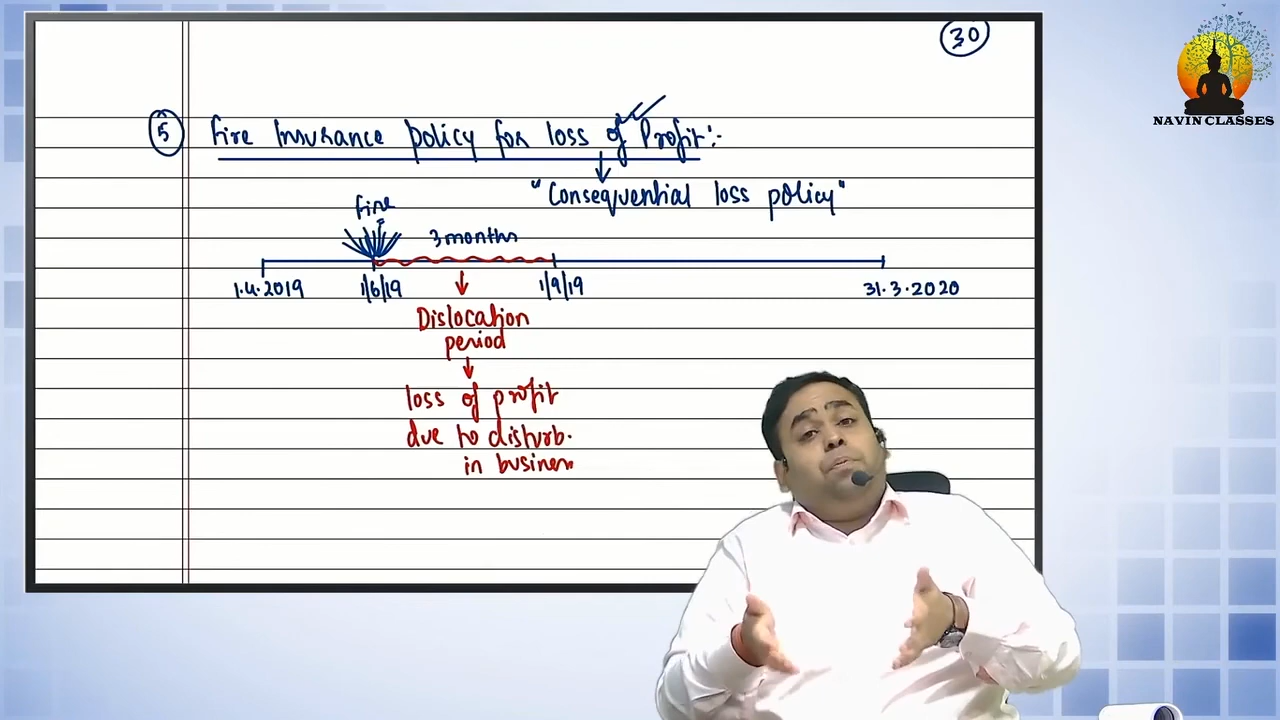 30
NAVIN CLASSES
5 Fire Insurance policy for loss of Profit:-
"Consequential loss policy"
fire
3 months
1.4.2019 1/6/19 1/9/19 31.3.2020
Dislocation
period
loss of profit
due to disturb.
in business